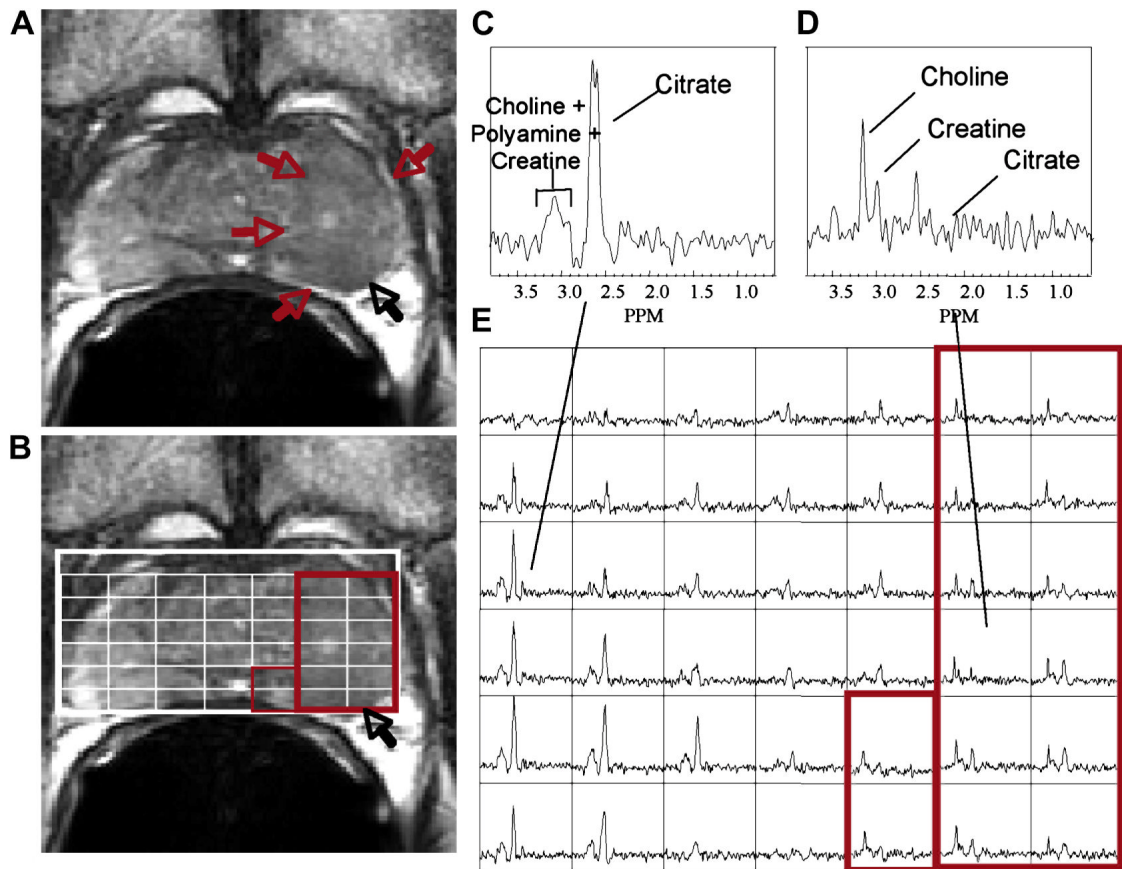 A
B
C
Choline +
Polyamine +
Creatine
Citrate
3.5 3.0 2.5 2.0 1.5 1.0
PPM
D
Choline
Creatine
Citrate
3.5 3.0 2.5 2.0 1.5 1.0
PPM
E